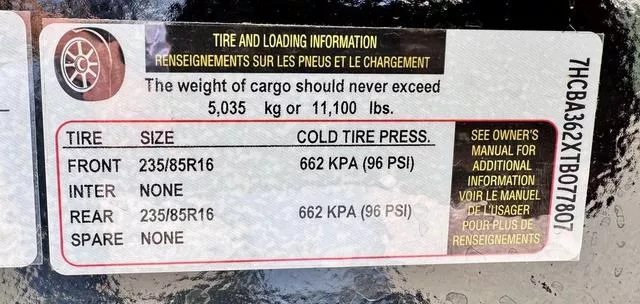 TIRE AND LOADING INFORMATION
RENSEIGNEMENTS SUR LES PNEUS ET LE CHARGEMENT
The weight of cargo should never exceed
5,035 kg or 11,100 lbs.
TIRE SIZE COLD TIRE PRESS.
FRONT 235/85R16 662 KPA (96 PSI)
INTER NONE
REAR 235/85R16 662 KPA (96 PSI)
SPARE NONE
SEE OWNER'S
MANUAL FOR
ADDITIONAL
INFORMATION
VOIR LE MANUEL
DE L'USAGER
POUR PLUS DE
RENSEIGNEMENTS
7HCBA362XTB077807